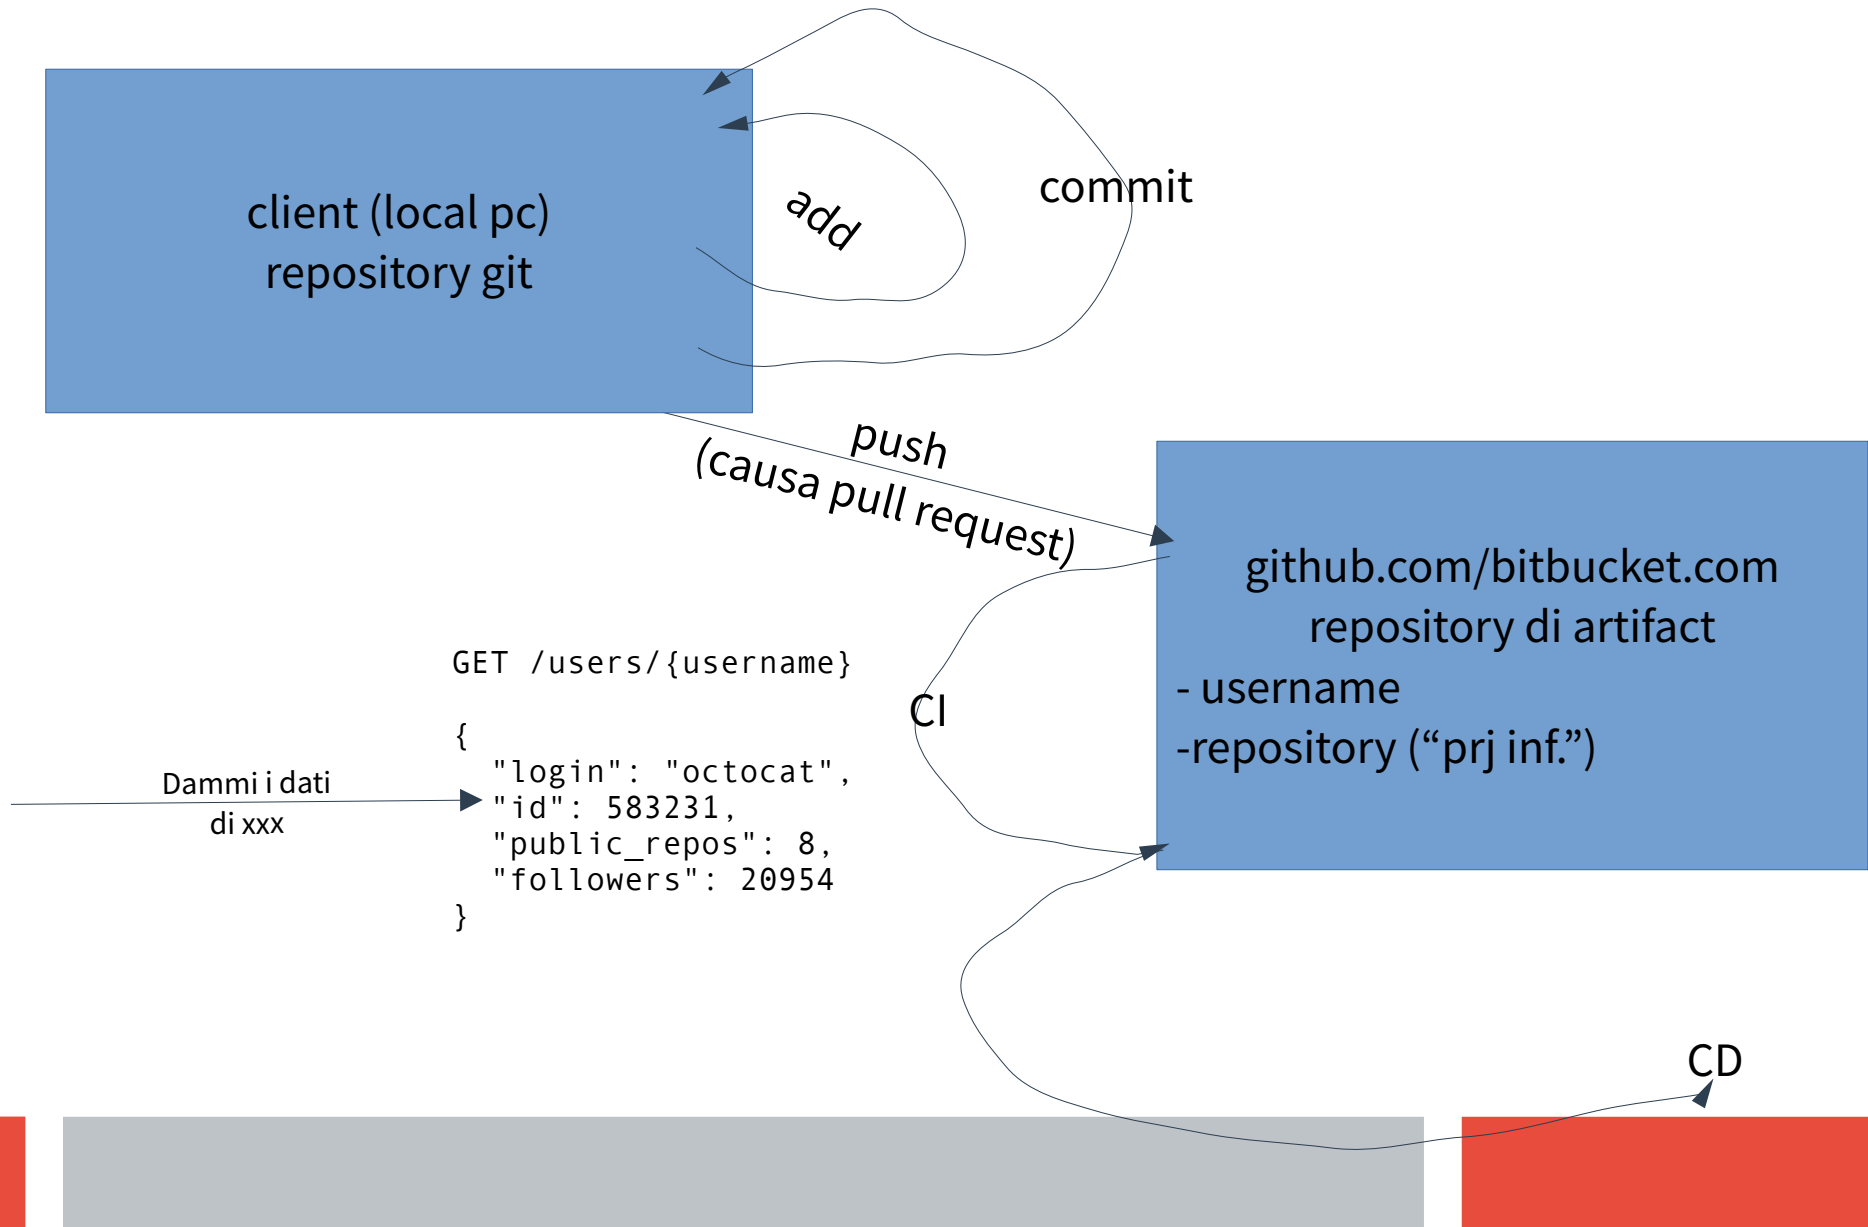 client (local pc)
repository git
add
commit
push
(causa pull request)
github.com/bitbucket.com
repository di artifact
- username
-repository (“prj inf.”)
CI
GET /users/{username}
{
"login": "octocat",
"id": 583231,
"public_repos": 8,
"followers": 20954
}
Dammi i dati
di xxx
CD